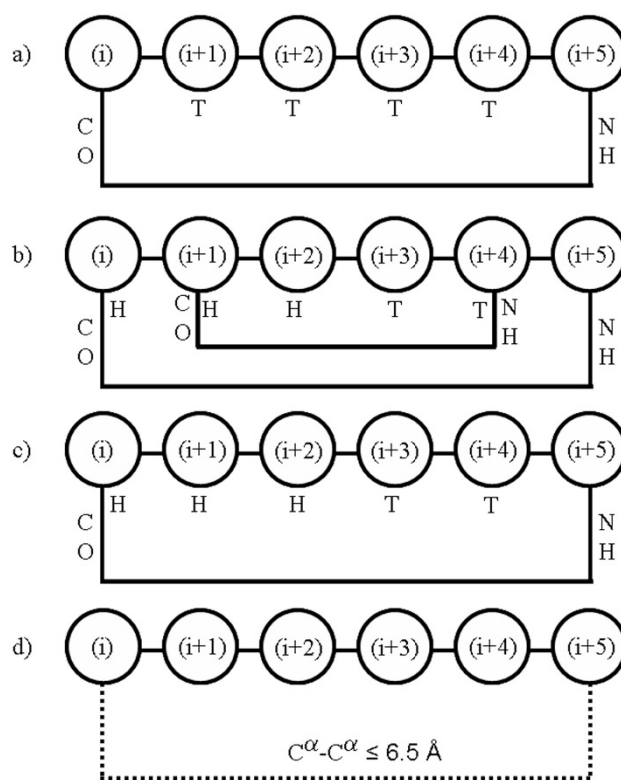 a) (i) (i+1) (i+2) (i+3) (i+4) (i+5)
T T T T
C N
O H
b) (i) (i+1) (i+2) (i+3) (i+4) (i+5)
H C H H T T N
C O H N
O H
c) (i) (i+1) (i+2) (i+3) (i+4) (i+5)
H H H T T
C N
O H
d) (i) (i+1) (i+2) (i+3) (i+4) (i+5)
Cα-Cα ≤ 6.5 Å